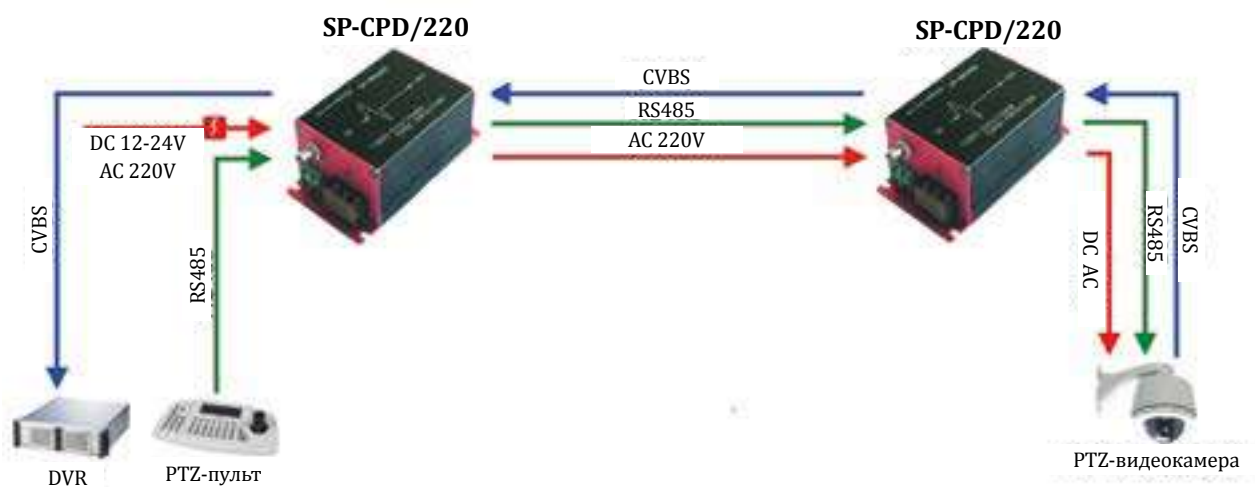 SP-CPD/220
SP-CPD/220
CVBS
RS485
AC 220V
DC 12-24V
AC 220V
CVBS
RS485
DC AC
RS485
CVBS
DVR
PTZ-пульт
PTZ-видеокамера